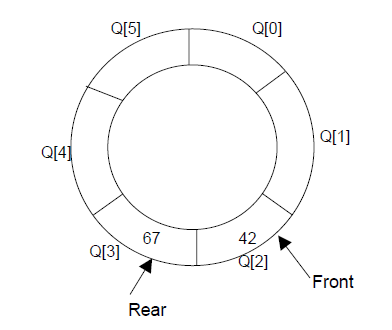 Q[5] Q[0]
Q[4] Q[1]
67 42
Q[3] Q[2]
Front
Rear